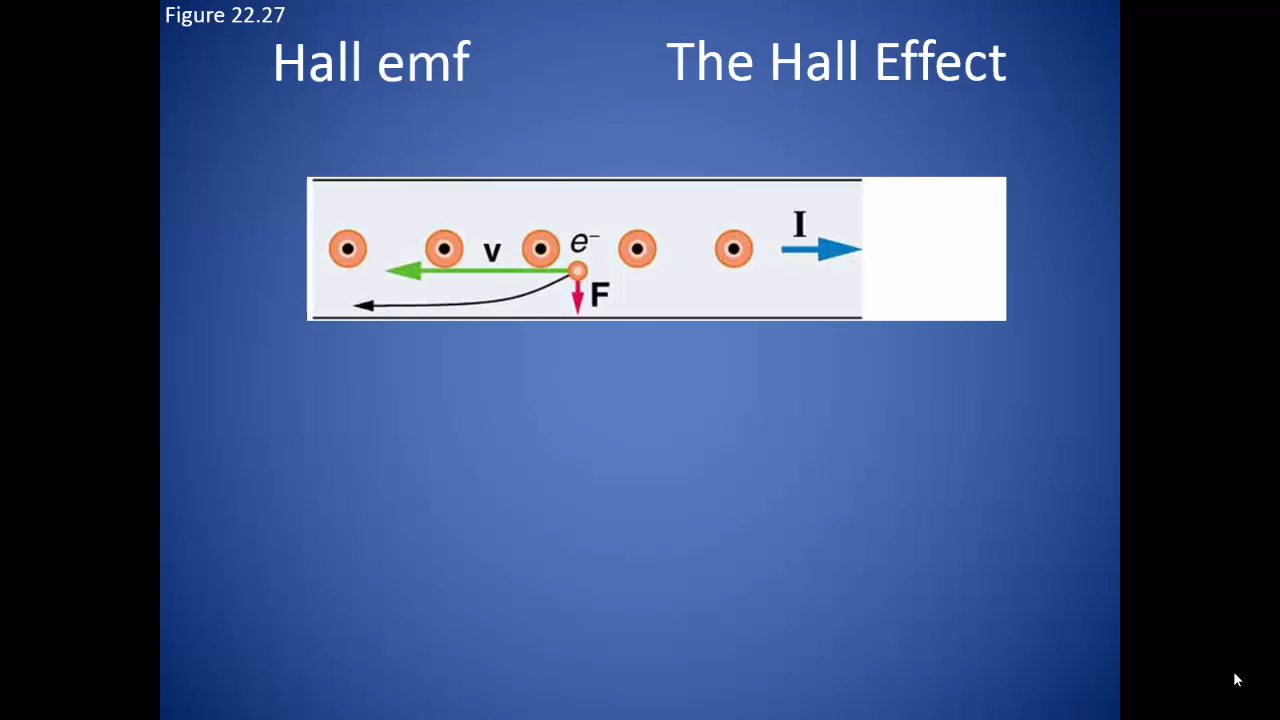 Figure 22.27
Hall emf
The Hall Effect
I
v
e⁻
F